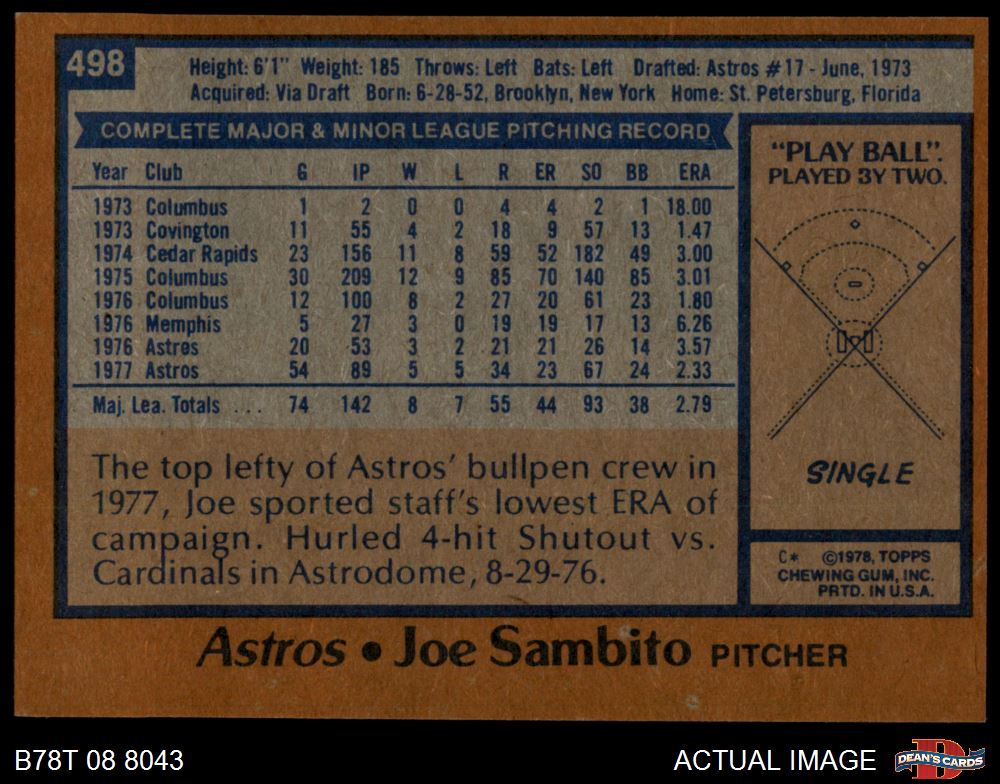 498
Height: 6'1" Weight: 185 Throws: Left Bats: Left Drafted: Astros #17 - June, 1973
Acquired: Via Draft Born: 6-28-52, Brooklyn, New York Home: St. Petersburg, Florida
COMPLETE MAJOR & MINOR LEAGUE PITCHING RECORD
Year Club G IP W L R ER SO BB ERA
1973 Columbus 1 2 0 0 4 4 2 1 18.00
1973 Covington 11 55 4 2 18 9 57 13 1.47
1974 Cedar Rapids 23 156 11 8 59 52 182 49 3.00
1975 Columbus 30 209 12 9 85 70 140 85 3.01
1976 Columbus 12 100 8 2 27 20 61 23 1.80
1976 Memphis 5 27 3 0 19 19 17 13 6.26
1976 Astros 20 53 3 2 21 21 26 14 3.57
1977 Astros 54 89 5 5 34 23 67 24 2.33
Maj. Lea. Totals ... 74 142 8 7 55 44 93 38 2.79
The top lefty of Astros' bullpen crew in
1977, Joe sported staff's lowest ERA of
campaign. Hurled 4-hit Shutout vs.
Cardinals in Astrodome, 8-29-76.
"PLAY BALL".
PLAYED BY TWO.
SINGLE
C* ©1978, TOPPS
CHEWING GUM, INC.
PRTD. IN U.S.A.
Astros • Joe Sambito PITCHER
B78T 08 8043
ACTUAL IMAGE
D
DEAN'S CARDS